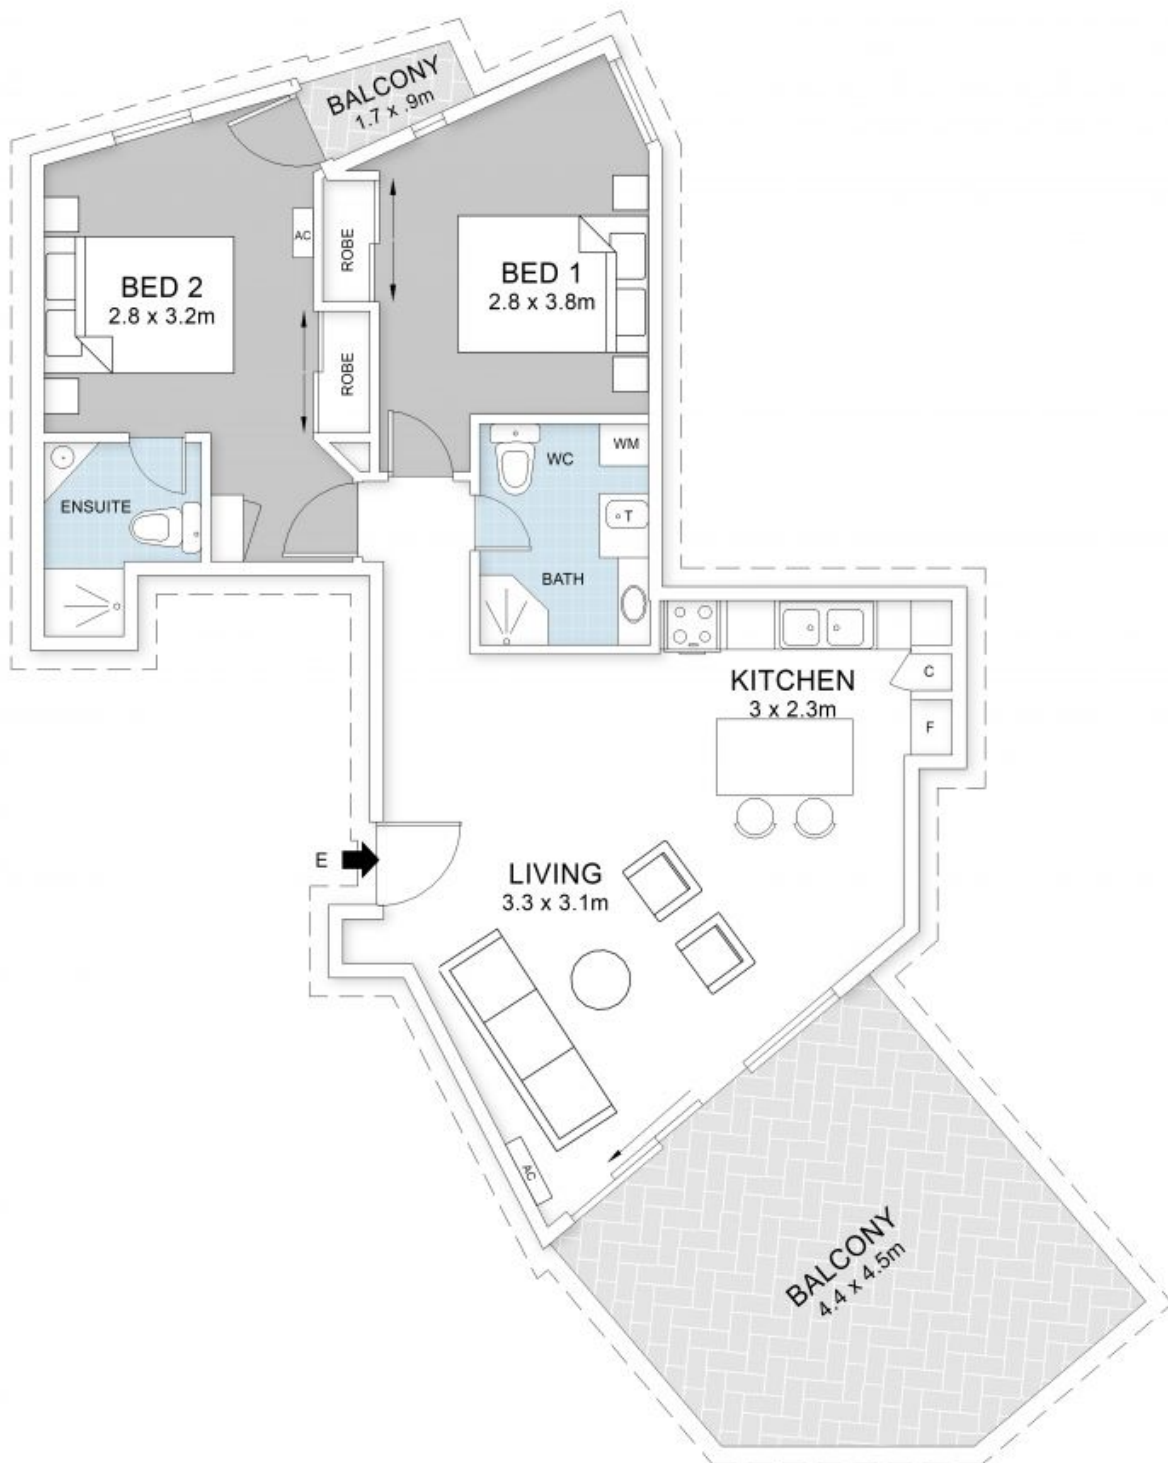 BALCONY
1.7 x .9m
AC
ROBE
BED 1
2.8 x 3.8m
BED 2
2.8 x 3.2m
ROBE
WC
WM
ENSUITE
T
BATH
KITCHEN
3 x 2.3m
C
F
E
LIVING
3.3 x 3.1m
AC
BALCONY
4.4 x 4.5m